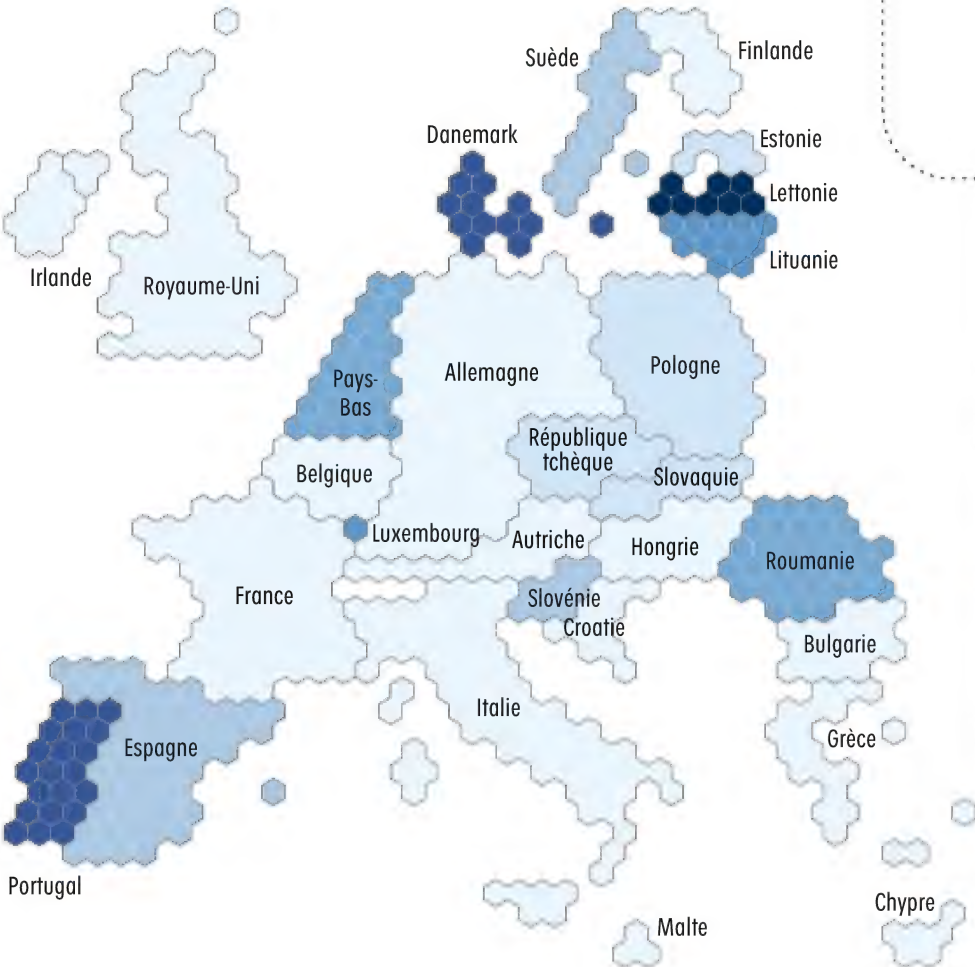 Suède
Finlande
Danemark
Estonie
Lettonie
Lituanie
Irlande
Royaume-Uni
Pays-
Bas
Allemagne
Pologne
République
tchèque
Belgique
Slovaquie
Luxembourg
Autriche
Hongrie
Roumanie
France
Slovénie
Croatie
Bulgarie
Italie
Grèce
Espagne
Portugal
Malte
Chypre